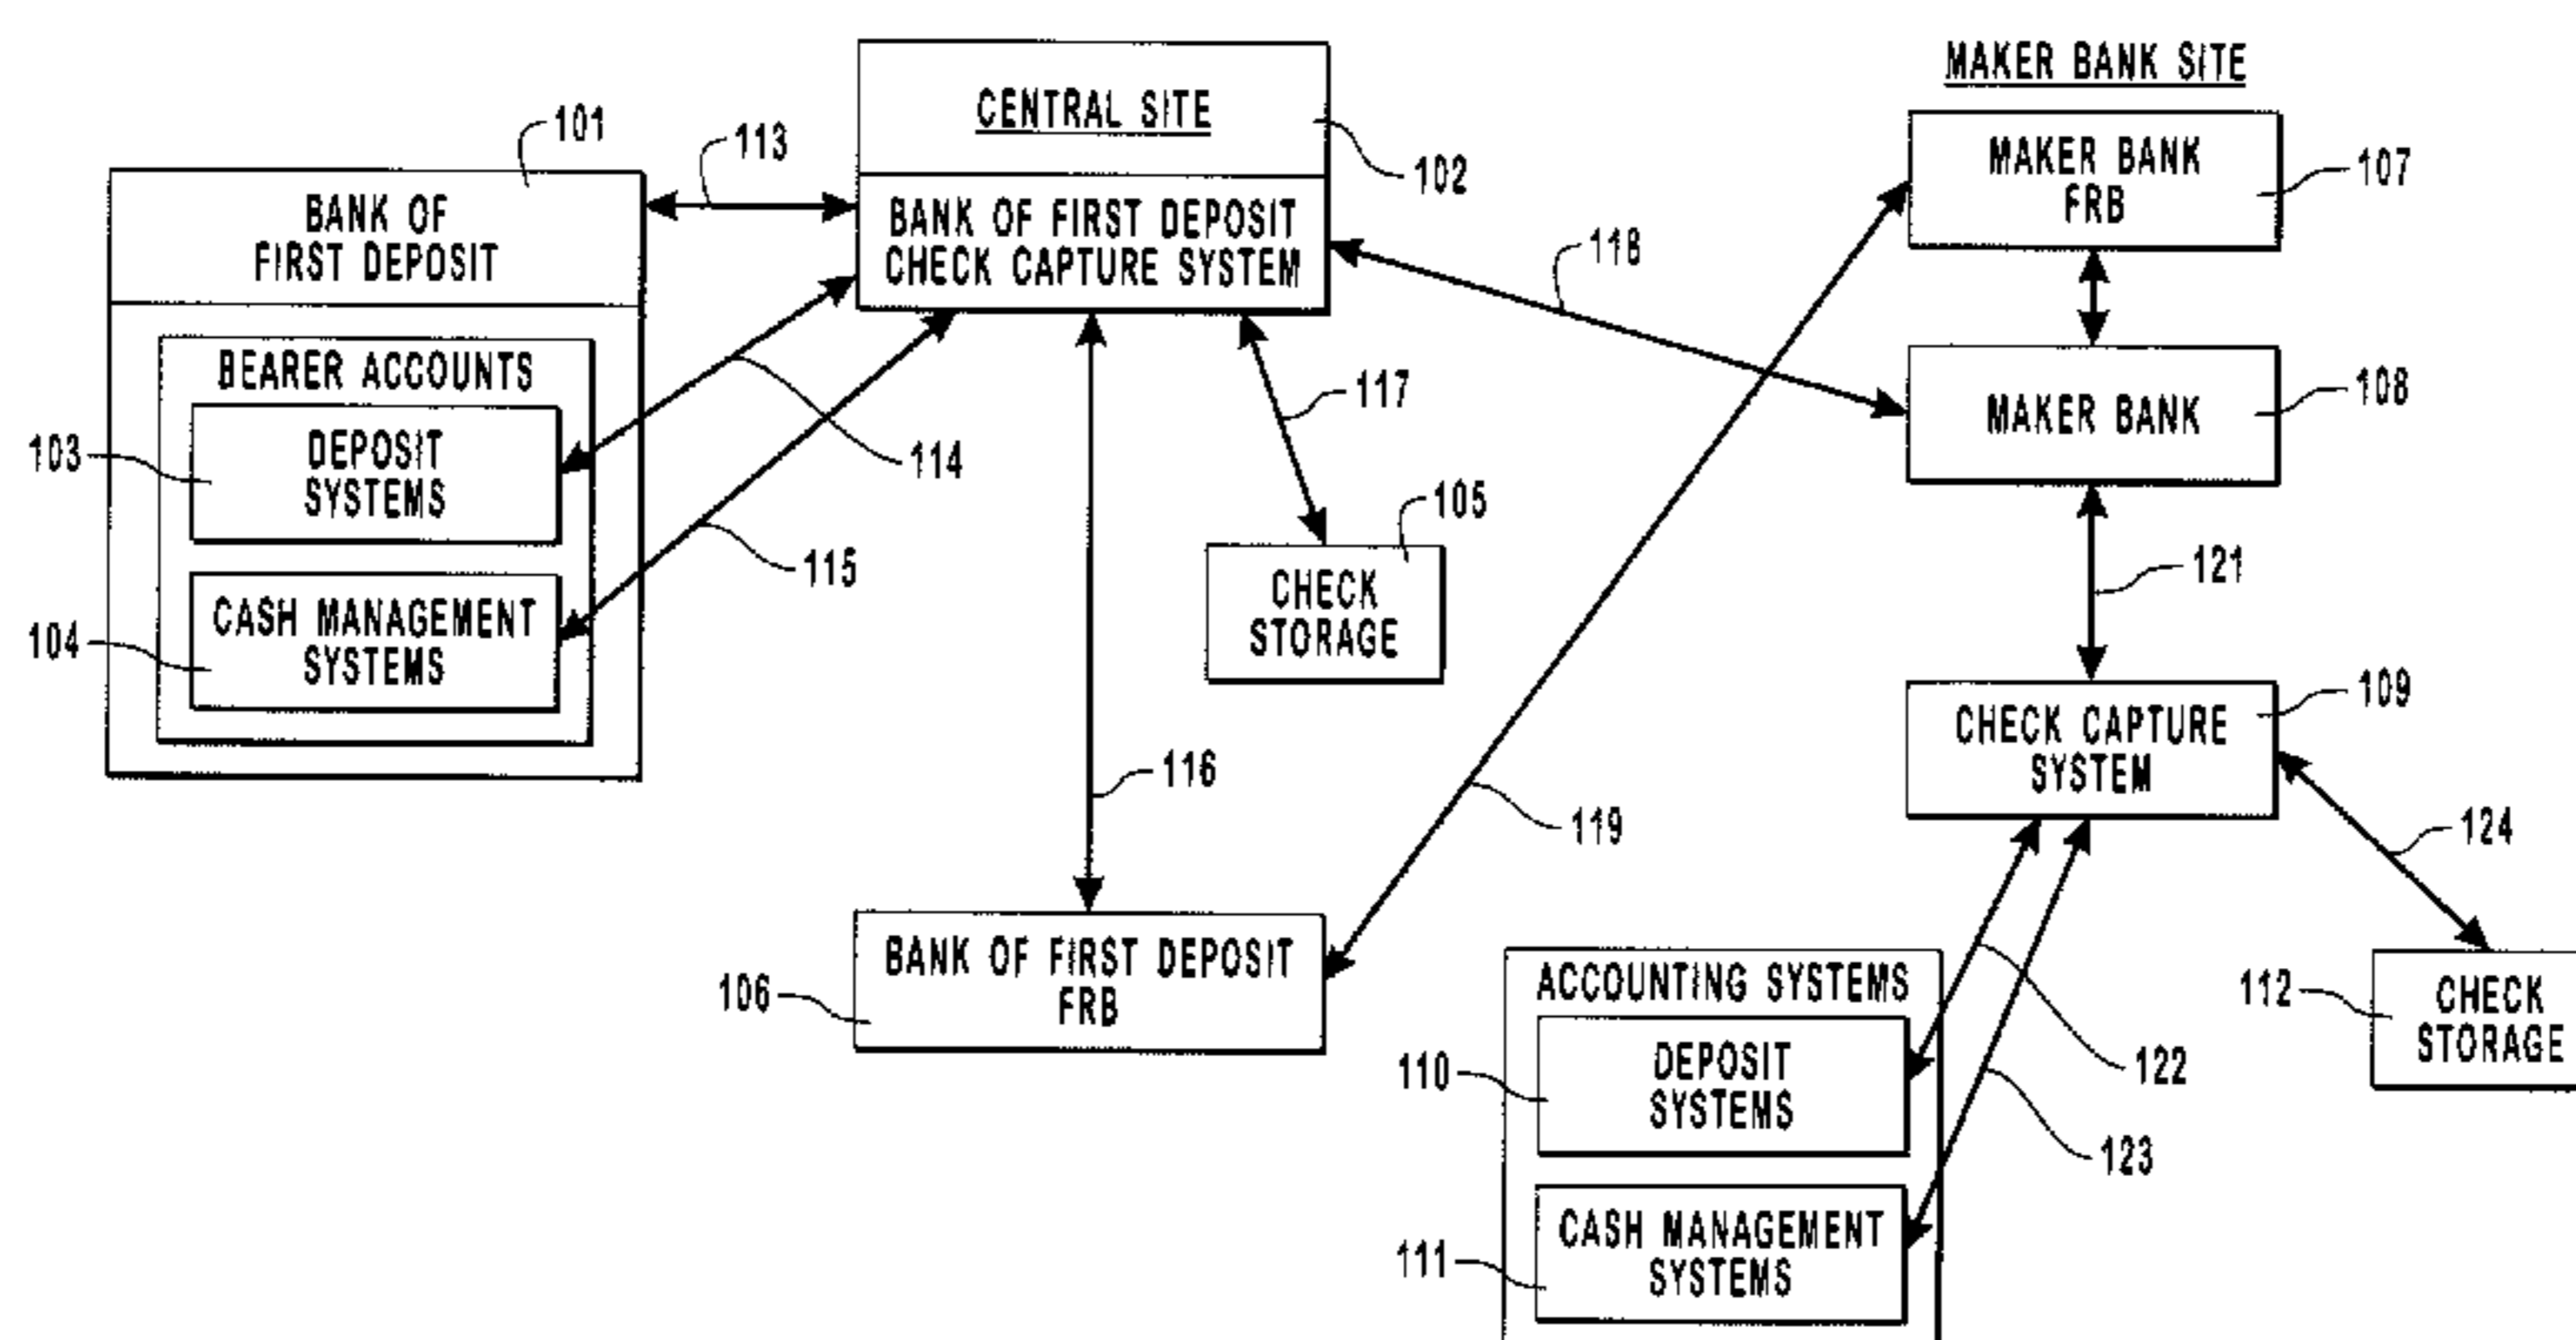 101
BANK OF
FIRST DEPOSIT
BEARER ACCOUNTS
103
DEPOSIT
SYSTEMS
104
CASH MANAGEMENT
SYSTEMS
113
114
115
CENTRAL SITE
102
BANK OF FIRST DEPOSIT
CHECK CAPTURE SYSTEM
118
117
105
CHECK
STORAGE
116
119
106
BANK OF FIRST DEPOSIT
FRB
MAKER BANK SITE
MAKER BANK
FRB
107
MAKER BANK
108
121
109
CHECK CAPTURE
SYSTEM
124
112
CHECK
STORAGE
122
123
ACCOUNTING SYSTEMS
110
DEPOSIT
SYSTEMS
111
CASH MANAGEMENT
SYSTEMS